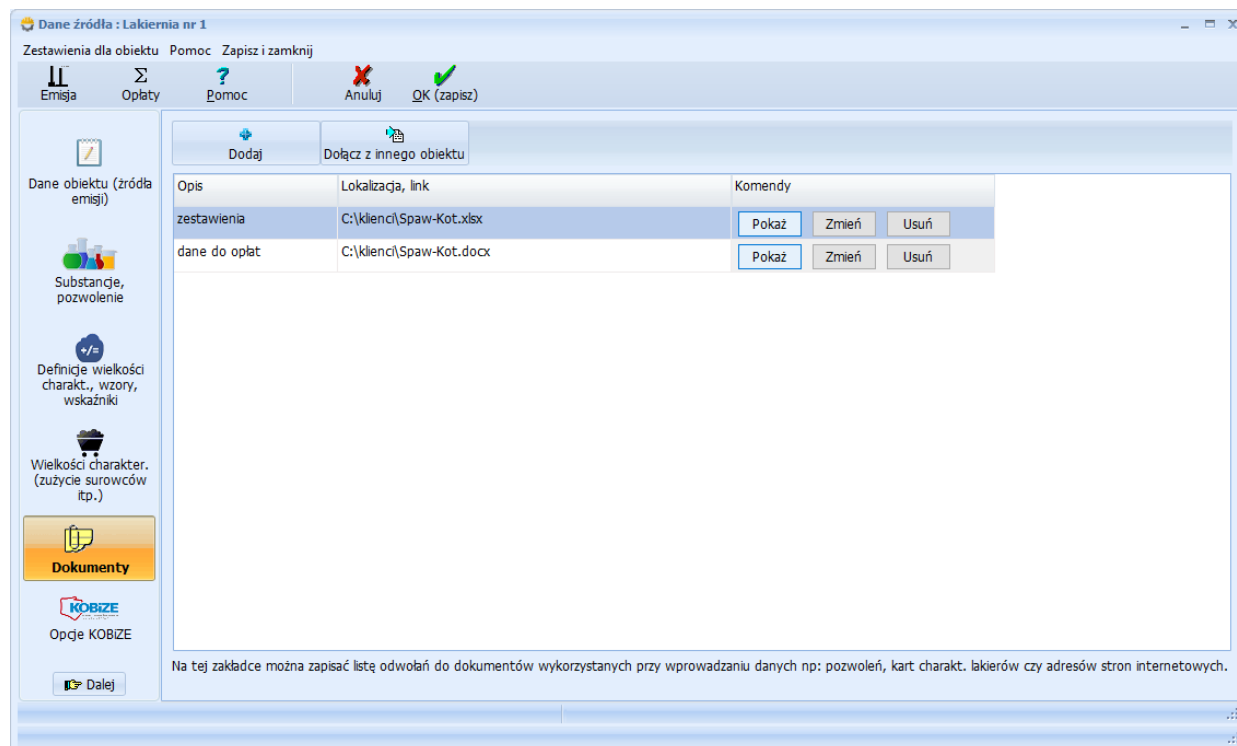 Dane źródła : Lakiernia nr 1
Zestawienia dla obiektu Pomoc Zapisz i zamknij
Emisja Opłaty Pomoc Anuluj OK (zapisz)
Dodaj Dołącz z innego obiektu
Dane obiektu (źródła
emisji)
Substancje,
pozwolenie
+/=
Definicje wielkości
charakt., wzory,
wskaźniki
Wielkości charakter.
(zużycie surowców
itp.)
Dokumenty
KOBiZE
Opcje KOBiZE
Dalej
Opis Lokalizacja, link Komendy
zestawienia C:\klienci\Spaw-Kot.xlsx Pokaż Zmień Usuń
dane do opłat C:\klienci\Spaw-Kot.docx Pokaż Zmień Usuń
Na tej zakładce można zapisać listę odwołań do dokumentów wykorzystanych przy wprowadzaniu danych np: pozwoleń, kart charakt. lakierów czy adresów stron internetowych.